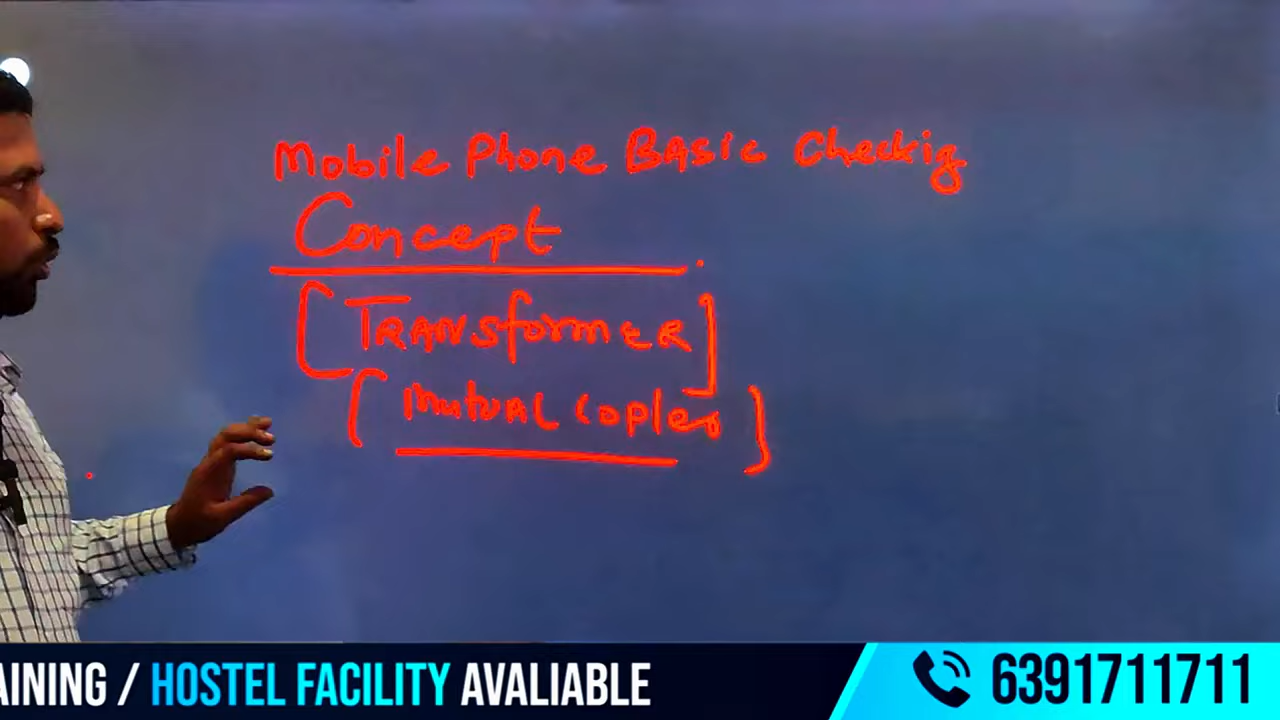 Mobile Phone Basic Checkig
Concept
[TRANSformER]
[Mutual Copler]
AINING / HOSTEL FACILITY AVALIABLE
6391711711